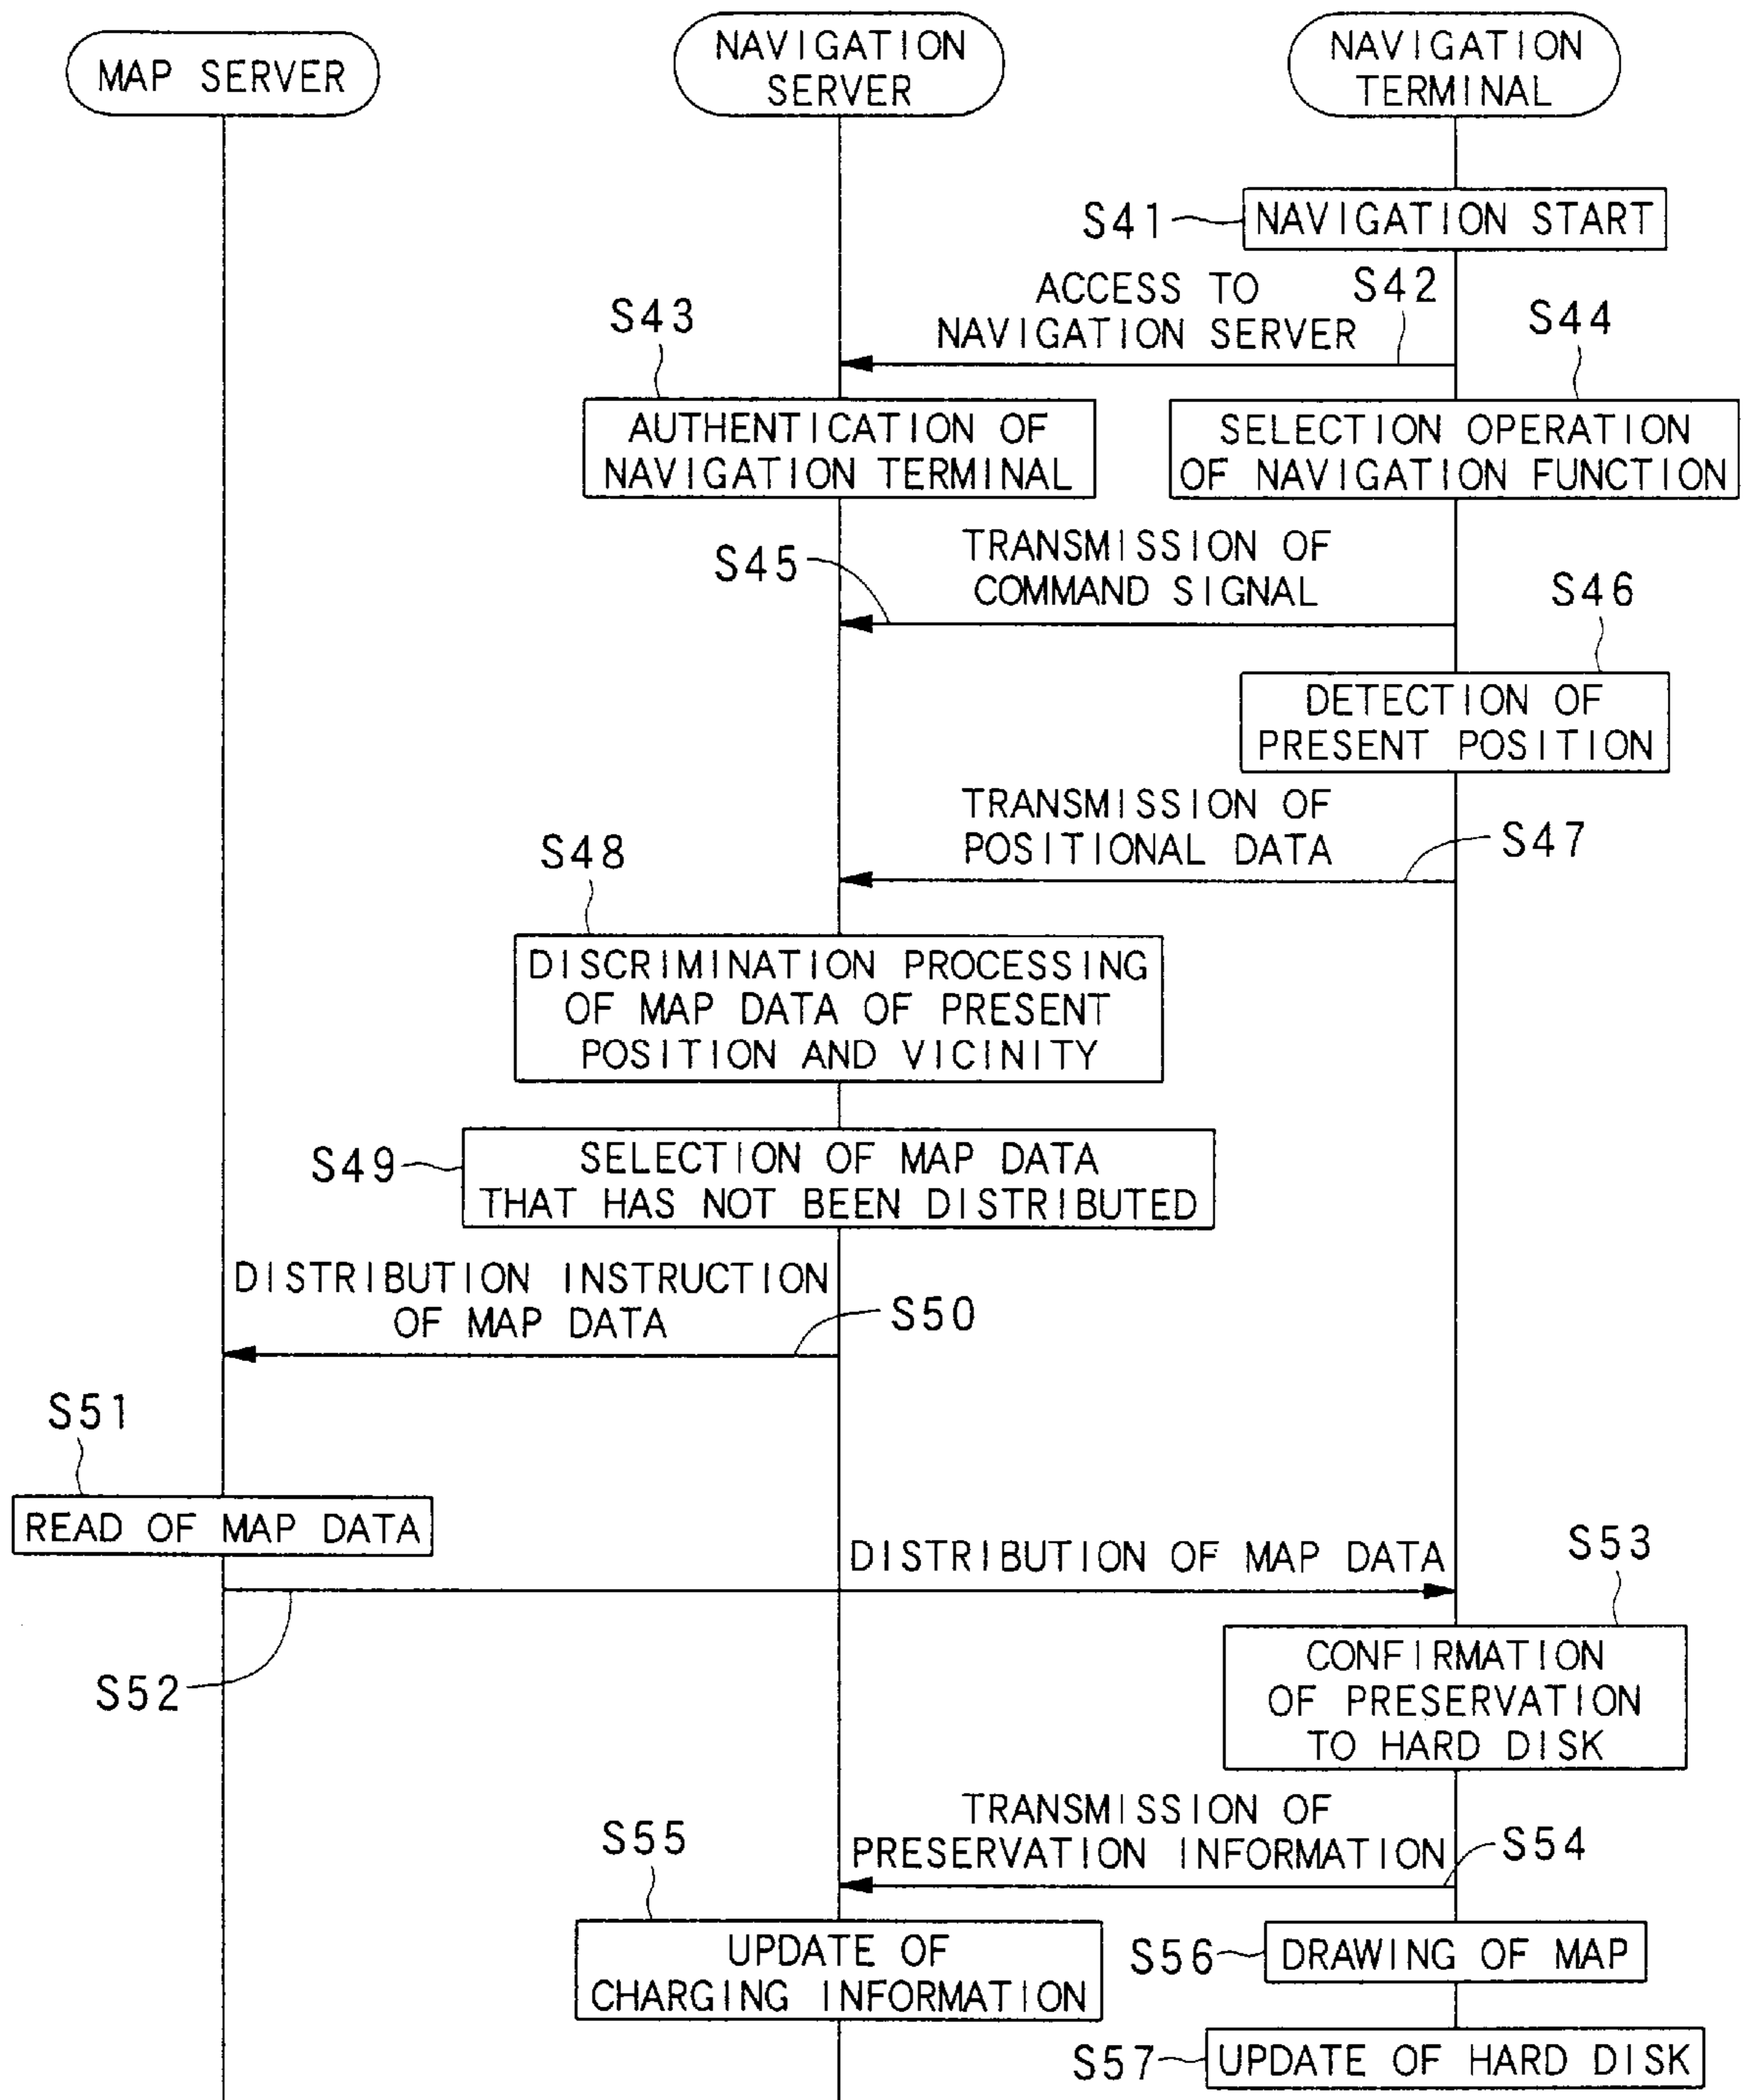 MAP SERVER
NAVIGATION
SERVER
NAVIGATION
TERMINAL
S41
NAVIGATION START
ACCESS TO
NAVIGATION SERVER
S42
S43
S44
AUTHENTICATION OF
NAVIGATION TERMINAL
SELECTION OPERATION
OF NAVIGATION FUNCTION
S45
TRANSMISSION OF
COMMAND SIGNAL
S46
DETECTION OF
PRESENT POSITION
TRANSMISSION OF
POSITIONAL DATA
S47
S48
DISCRIMINATION PROCESSING
OF MAP DATA OF PRESENT
POSITION AND VICINITY
S49
SELECTION OF MAP DATA
THAT HAS NOT BEEN DISTRIBUTED
DISTRIBUTION INSTRUCTION
OF MAP DATA
S50
S51
READ OF MAP DATA
DISTRIBUTION OF MAP DATA
S52
S53
CONFIRMATION
OF PRESERVATION
TO HARD DISK
TRANSMISSION OF
PRESERVATION INFORMATION
S54
S55
UPDATE OF
CHARGING INFORMATION
S56
DRAWING OF MAP
S57
UPDATE OF HARD DISK